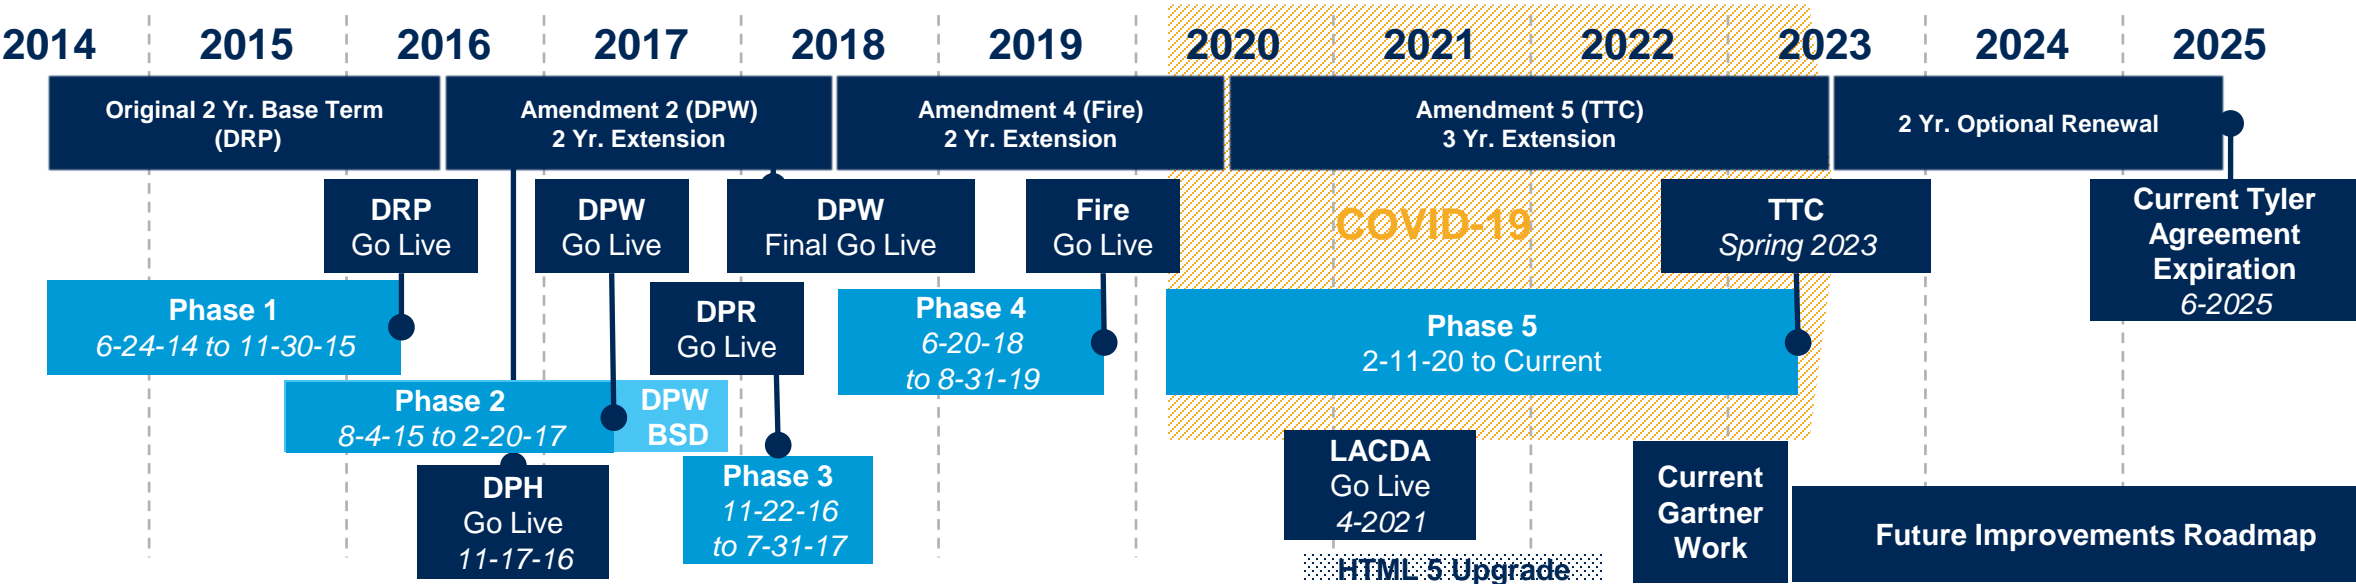 2014 2015 2016 2017 2018 2019 2020 2021 2022 2023 2024 2025
Original 2 Yr. Base Term
(DRP)
Amendment 2 (DPW)
2 Yr. Extension
Amendment 4 (Fire)
2 Yr. Extension
Amendment 5 (TTC)
3 Yr. Extension
2 Yr. Optional Renewal
DRP
Go Live
DPW
Go Live
DPW
Final Go Live
Fire
Go Live
COVID-19
TTC
Spring 2023
Current Tyler
Agreement
Expiration
6-2025
Phase 1
6-24-14 to 11-30-15
DPR
Go Live
Phase 4
6-20-18
to 8-31-19
Phase 5
2-11-20 to Current
Phase 2
8-4-15 to 2-20-17
DPW
BSD
DPH
Go Live
11-17-16
Phase 3
11-22-16
to 7-31-17
LACDA
Go Live
4-2021
HTML 5 Upgrade
Current
Gartner
Work
Future Improvements Roadmap